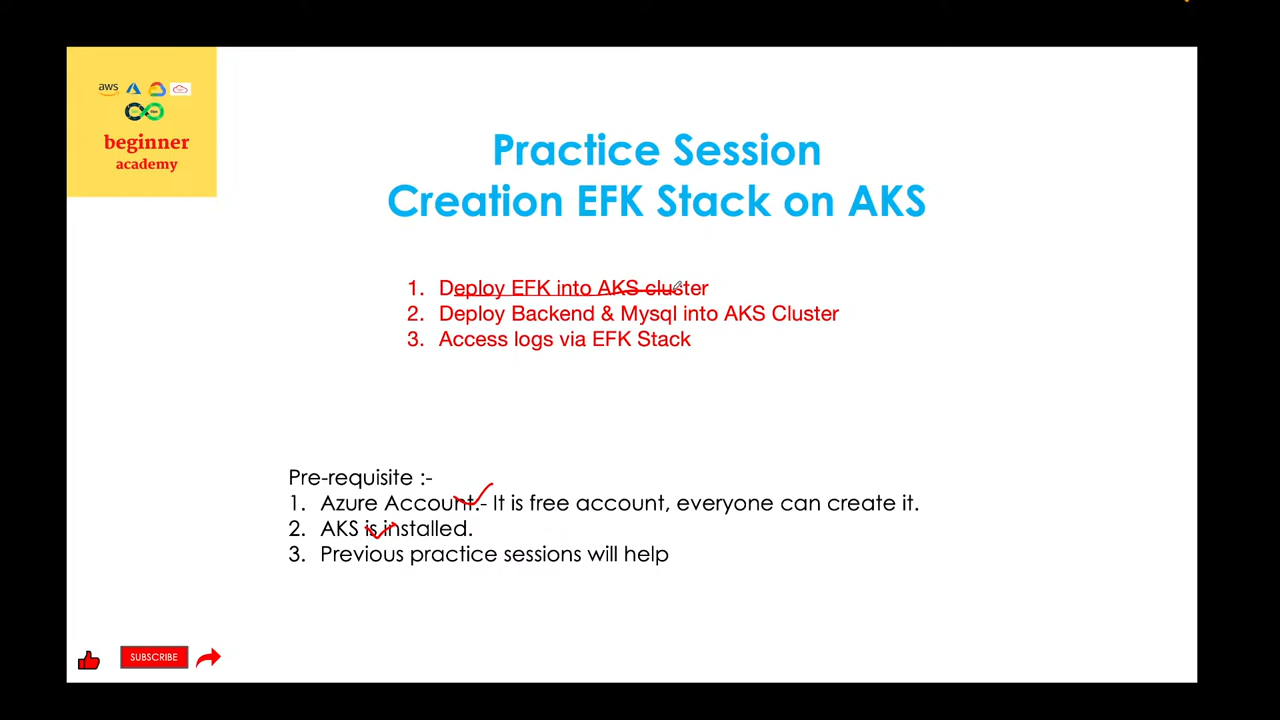 aws
beginner
academy
Practice Session
Creation EFK Stack on AKS
1. Deploy EFK into AKS cluster
2. Deploy Backend & Mysql into AKS Cluster
3. Access logs via EFK Stack
Pre-requisite :-
1. Azure Account:- It is free account, everyone can create it.
2. AKS is installed.
3. Previous practice sessions will help
SUBSCRIBE